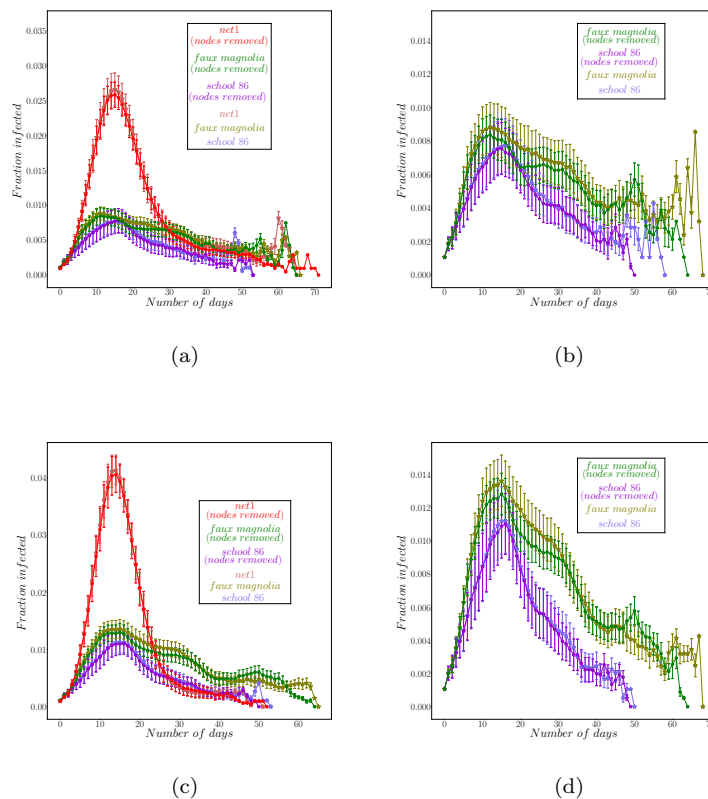 0.035
0.030
0.025
0.020
0.015
0.010
0.005
0.000
Fraction infected
0 10 20 30 40 50 60 70
Number of days
net1
(nodes removed)
faux magnolia
(nodes removed)
school 86
(nodes removed)
net1
faux magnolia
school 86
(a)
0.014
0.012
0.010
0.008
0.006
0.004
0.002
0.000
Fraction infected
0 10 20 30 40 50 60 7
Number of days
faux magnolia
(nodes removed)
school 86
(nodes removed)
faux magnolia
school 86
(b)
0.04
0.03
0.02
0.01
0.00
Fraction infected
0 10 20 30 40 50 60
Number of days
net1
(nodes removed)
faux magnolia
(nodes removed)
school 86
(nodes removed)
net1
faux magnolia
school 86
(c)
0.014
0.012
0.010
0.008
0.006
0.004
0.002
0.000
Fraction infected
0 10 20 30 40 50 60 70
Number of days
faux magnolia
(nodes removed)
school 86
(nodes removed)
faux magnolia
school 86
(d)